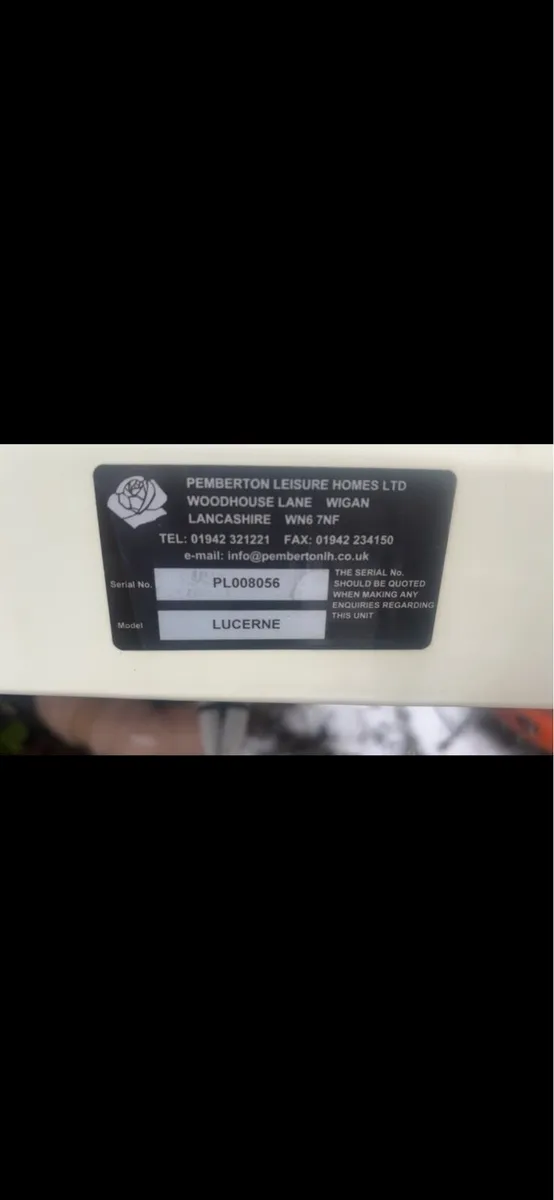 PEMBERTON LEISURE HOMES LTD
WOODHOUSE LANE WIGAN
LANCASHIRE WN6 7NF
TEL: 01942 321221 FAX: 01942 234150
e-mail: info@pembertonlh.co.uk
Serial No. PL008056
Model LUCERNE
THE SERIAL No.
SHOULD BE QUOTED
WHEN MAKING ANY
ENQUIRIES REGARDING
THIS UNIT